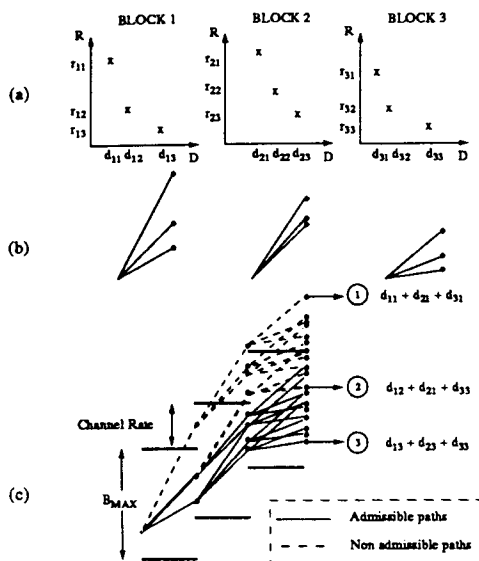 BLOCK 1
BLOCK 2
BLOCK 3
(a)
R
r11
r12
r13
d11 d12 d13 D
R
r21
r22
r23
d21 d22 d23 D
R
r31
r32
r33
d31 d32 d33 D
(b)
1 d11 + d21 + d31
2 d12 + d21 + d33
3 d13 + d23 + d33
Channel Rate
(c)
BMAX
Admissible paths
Non admissible paths